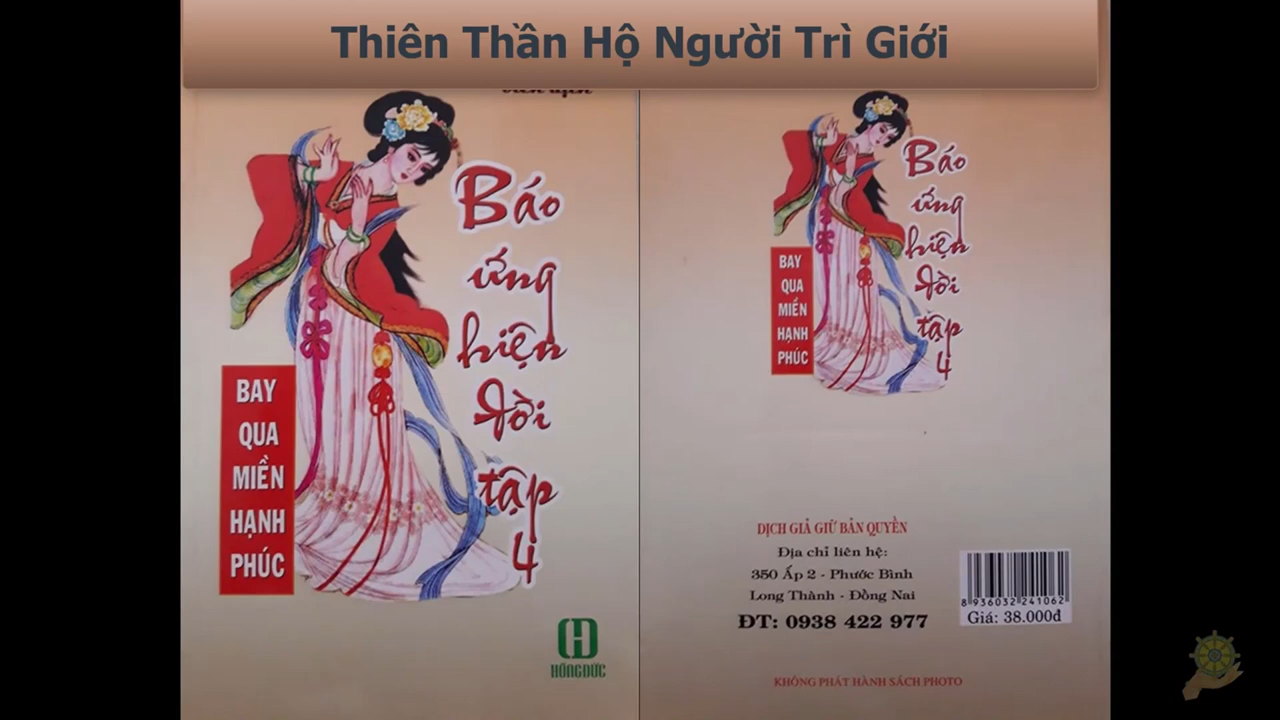 Thiên Thần Hộ Người Trì Giới
Báo
ứng
hiện
đời
tập
4
BAY
QUA
MIỀN
HẠNH
PHÚC
HỒNG ĐỨC
Báo
ứng
hiện
đời
tập
4
BAY
QUA
MIỀN
HẠNH
PHÚC
DỊCH GIẢ GIỮ BẢN QUYỀN
Địa chỉ liên hệ:
350 Ấp 2 - Phước Bình
Long Thành - Đồng Nai
ĐT: 0938 422 977
8 936032 241062
Giá: 38.000đ
KHÔNG PHÁT HÀNH SÁCH PHOTO